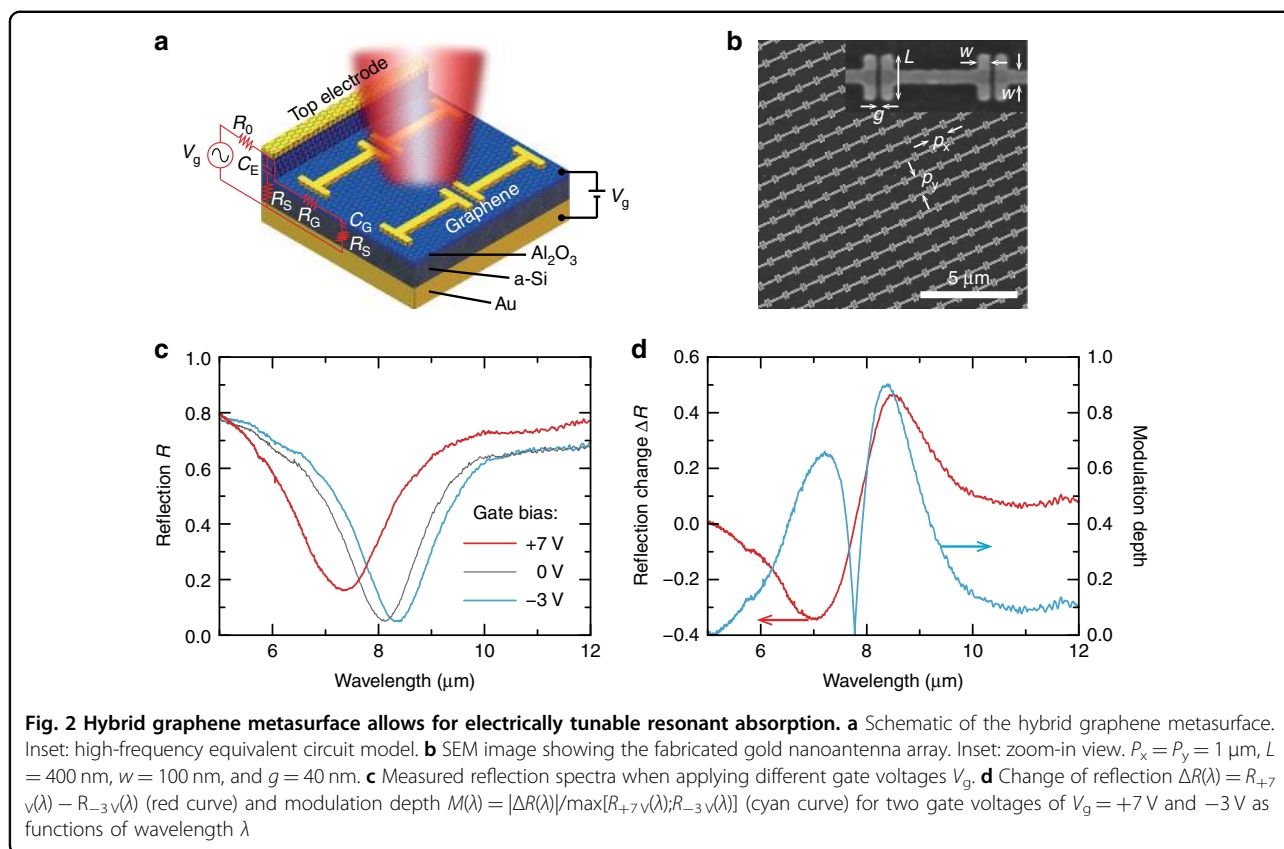 a
Top electrode
R0
Vg
CE
RS
RG
CG
RS
Graphene
Vg
Al2O3
a-Si
Au
b
L
w
w
g
px
py
5 μm
c
Reflection R
1.0
0.8
0.6
0.4
0.2
0.0
Gate bias:
+7 V
0 V
−3 V
6 8 10 12
Wavelength (μm)
d
Reflection change ΔR
0.6
0.4
0.2
0.0
−0.2
−0.4
1.0
0.8
0.6
0.4
0.2
0.0
Modulation depth
6 8 10 12
Wavelength (μm)
Fig. 2 Hybrid graphene metasurface allows for electrically tunable resonant absorption. a Schematic of the hybrid graphene metasurface.
Inset: high-frequency equivalent circuit model. b SEM image showing the fabricated gold nanoantenna array. Inset: zoom-in view. Px = Py = 1 μm, L
= 400 nm, w = 100 nm, and g = 40 nm. c Measured reflection spectra when applying different gate voltages Vg. d Change of reflection ΔR(λ) = R+7
V(λ) − R−3 V(λ) (red curve) and modulation depth M(λ) = |ΔR(λ)|/max[R+7 V(λ);R−3 V(λ)] (cyan curve) for two gate voltages of Vg = +7 V and −3 V as
functions of wavelength λ